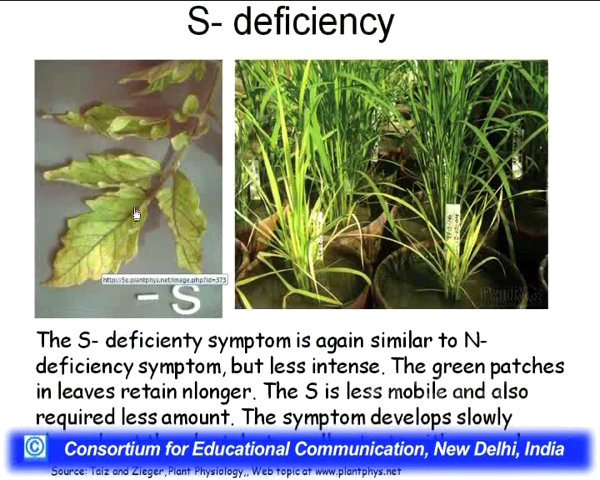 S- deficiency
http://5e.plantphys.net/image.php?id=373
- S
The S- deficienty symptom is again similar to N-
deficiency symptom, but less intense. The green patches
in leaves retain nlonger. The S is less mobile and also
required less amount. The symptom develops slowly
© Consortium for Educational Communication, New Delhi, India
Source: Taiz and Zieger, Plant Physiology,, Web topic at www.plantphys.net